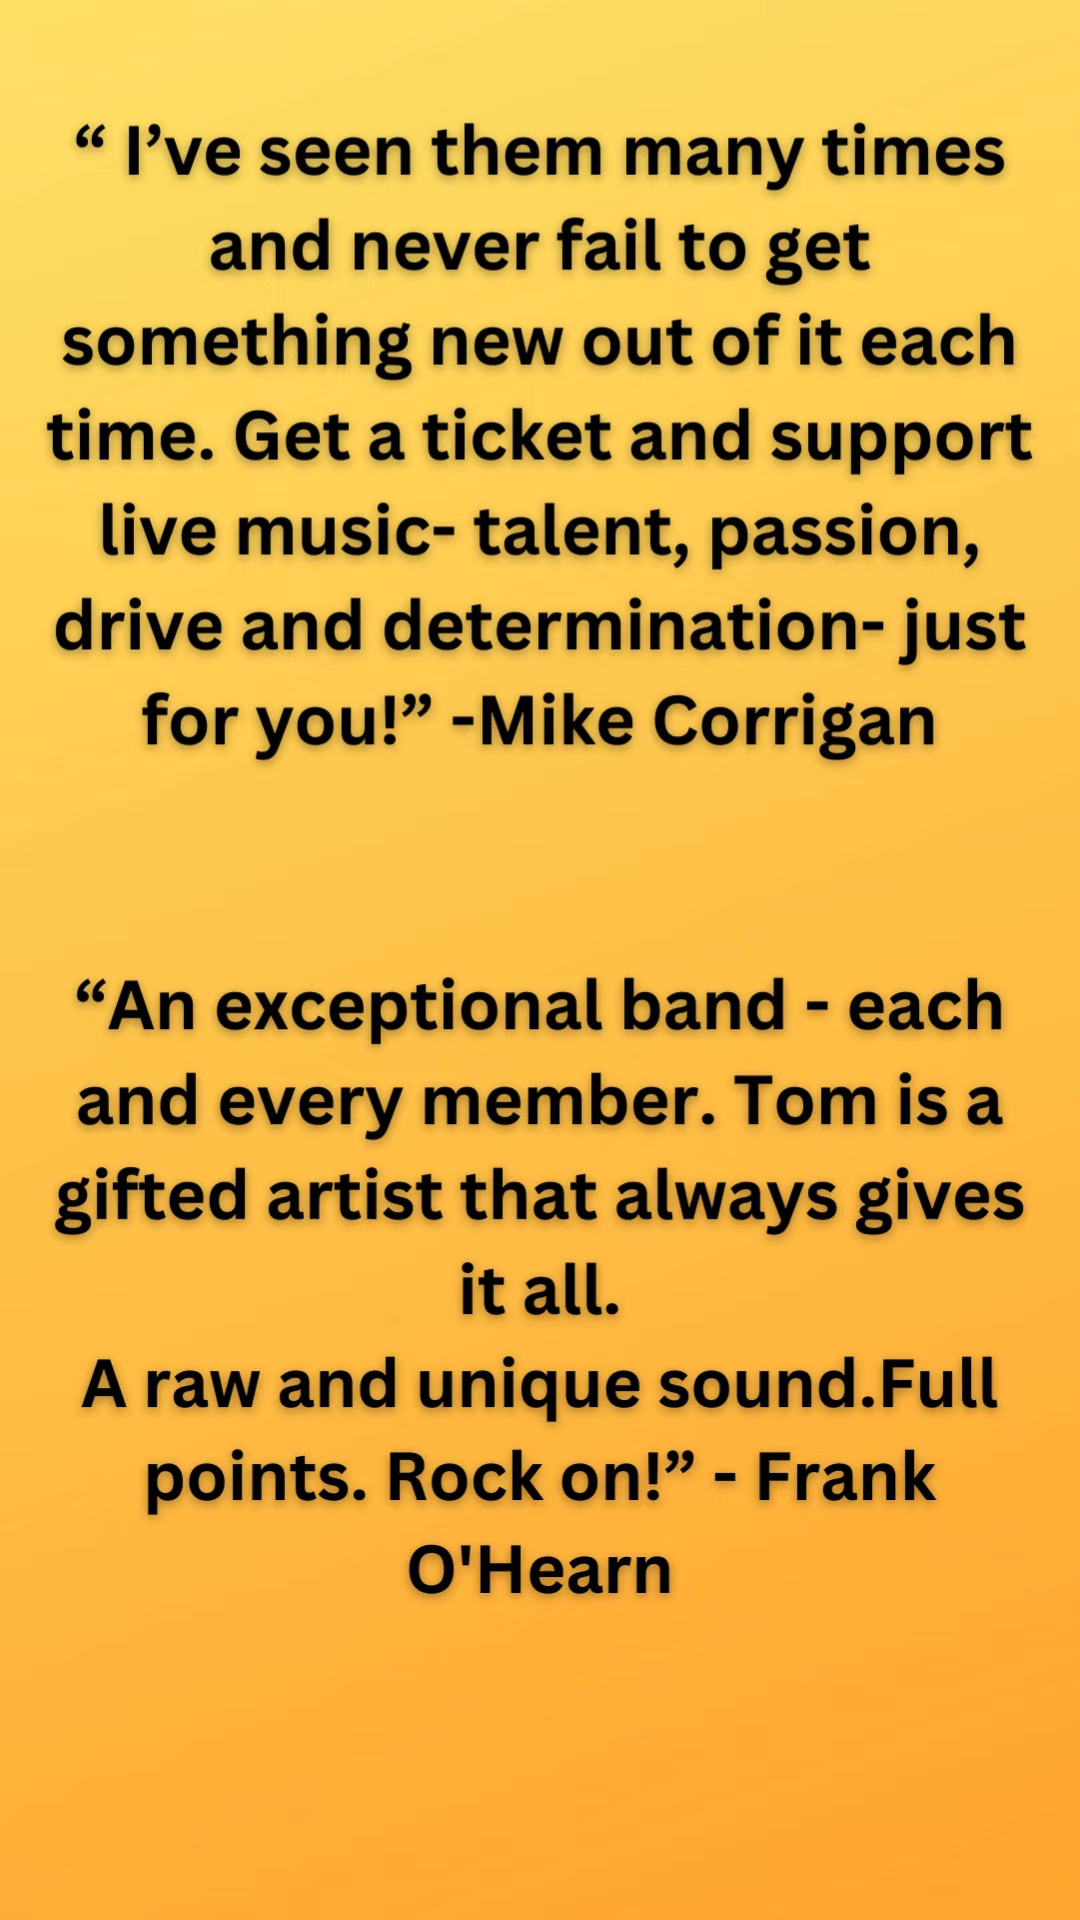 “ I’ve seen them many times
and never fail to get
something new out of it each
time. Get a ticket and support
live music- talent, passion,
drive and determination- just
for you!” -Mike Corrigan
“An exceptional band - each
and every member. Tom is a
gifted artist that always gives
it all.
A raw and unique sound.Full
points. Rock on!” - Frank
O'Hearn